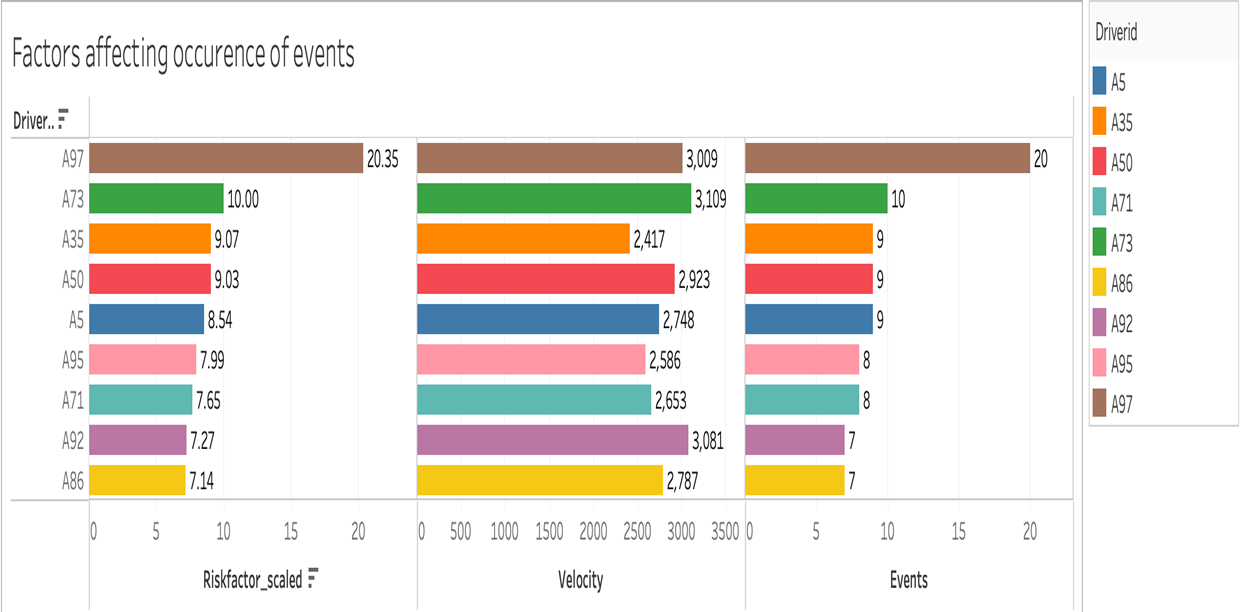 Factors affecting occurence of events
Driver..
A97 20.35 3,009 20
A73 10.00 3,109 10
A35 9.07 2,417 9
A50 9.03 2,923 9
A5 8.54 2,748 9
A95 7.99 2,586 8
A71 7.65 2,653 8
A92 7.27 3,081 7
A86 7.14 2,787 7
0 5 10 15 20 0 500 1000 1500 2000 2500 3000 3500 0 5 10 15 20
Riskfactor_scaled Velocity Events
Driverid
A5
A35
A50
A71
A73
A86
A92
A95
A97